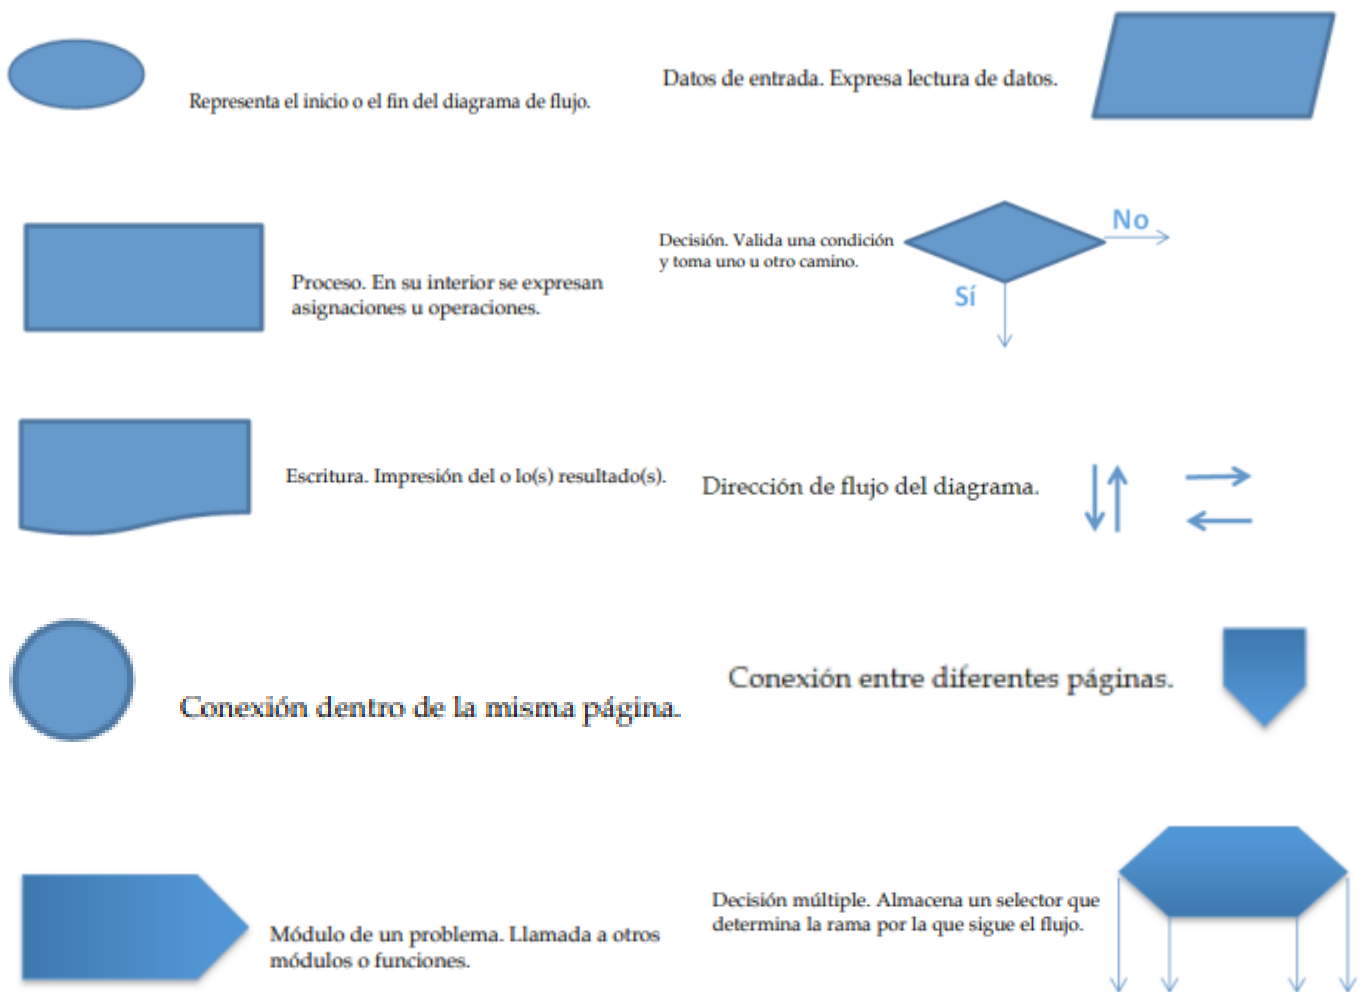 Representa el inicio o el fin del diagrama de flujo.
Datos de entrada. Expresa lectura de datos.
Proceso. En su interior se expresan
asignaciones u operaciones.
Decisión. Valida una condición
y toma uno u otro camino.
No
Sí
Escritura. Impresión del o lo(s) resultado(s).
Dirección de flujo del diagrama.
Conexión dentro de la misma página.
Conexión entre diferentes páginas.
Módulo de un problema. Llamada a otros
módulos o funciones.
Decisión múltiple. Almacena un selector que
determina la rama por la que sigue el flujo.